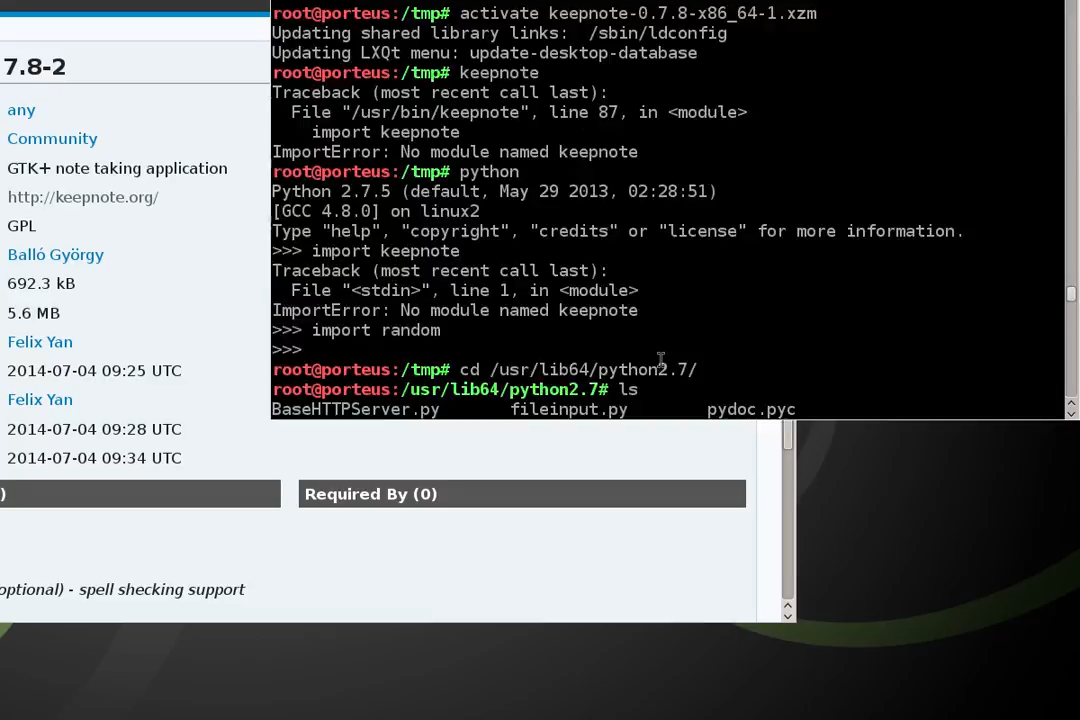 7.8-2
any
Community
GTK+ note taking application
http://keepnote.org/
GPL
Balló György
692.3 kB
5.6 MB
Felix Yan
2014-07-04 09:25 UTC
Felix Yan
2014-07-04 09:28 UTC
2014-07-04 09:34 UTC
)
Required By (0)
optional) - spell checking support
root@porteus:/tmp# activate keepnote-0.7.8-x86_64-1.xzm
Updating shared library links:  /sbin/ldconfig
Updating LXQt menu: update-desktop-database
root@porteus:/tmp# keepnote
Traceback (most recent call last):
  File "/usr/bin/keepnote", line 87, in <module>
    import keepnote
ImportError: No module named keepnote
root@porteus:/tmp# python
Python 2.7.5 (default, May 29 2013, 02:28:51)
[GCC 4.8.0] on linux2
Type "help", "copyright", "credits" or "license" for more information.
>>> import keepnote
Traceback (most recent call last):
  File "<stdin>", line 1, in <module>
ImportError: No module named keepnote
>>> import random
>>>
root@porteus:/tmp# cd /usr/lib64/python2.7/
root@porteus:/usr/lib64/python2.7# ls
BaseHTTPServer.py       fileinput.py        pydoc.pyc